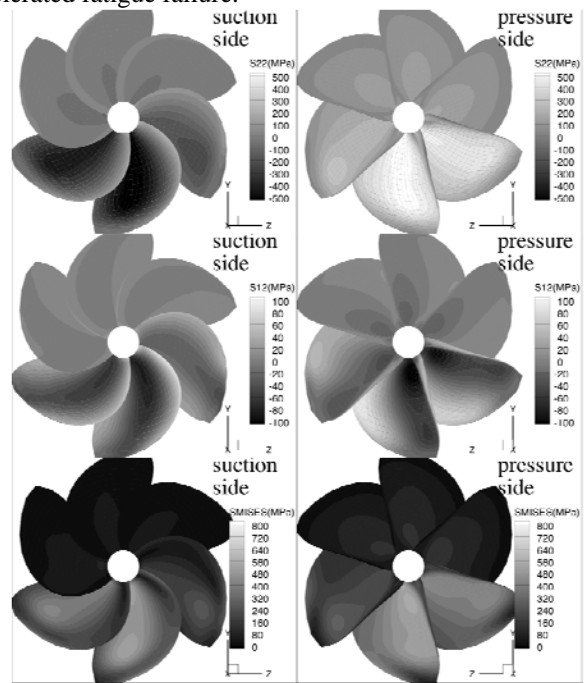 lerated fatigue failure.
suction
side
S22(MPa)
500
400
300
200
100
0
-100
-200
-300
-400
-500
Y
X
Z
pressure
side
S22(MPa)
500
400
300
200
100
0
-100
-200
-300
-400
-500
Y
Z
suction
side
S12(MPa)
100
80
60
40
20
0
-20
-40
-60
-80
-100
Y
X
Z
pressure
side
S12(MPa)
100
80
60
40
20
0
-20
-40
-60
-80
-100
Y
Z
suction
side
SMISES(MPa)
800
720
640
560
480
400
320
240
160
80
0
Y
X
Z
pressure
side
SMISES(MPa)
800
720
640
560
480
400
320
240
160
80
0
Y
Z
X